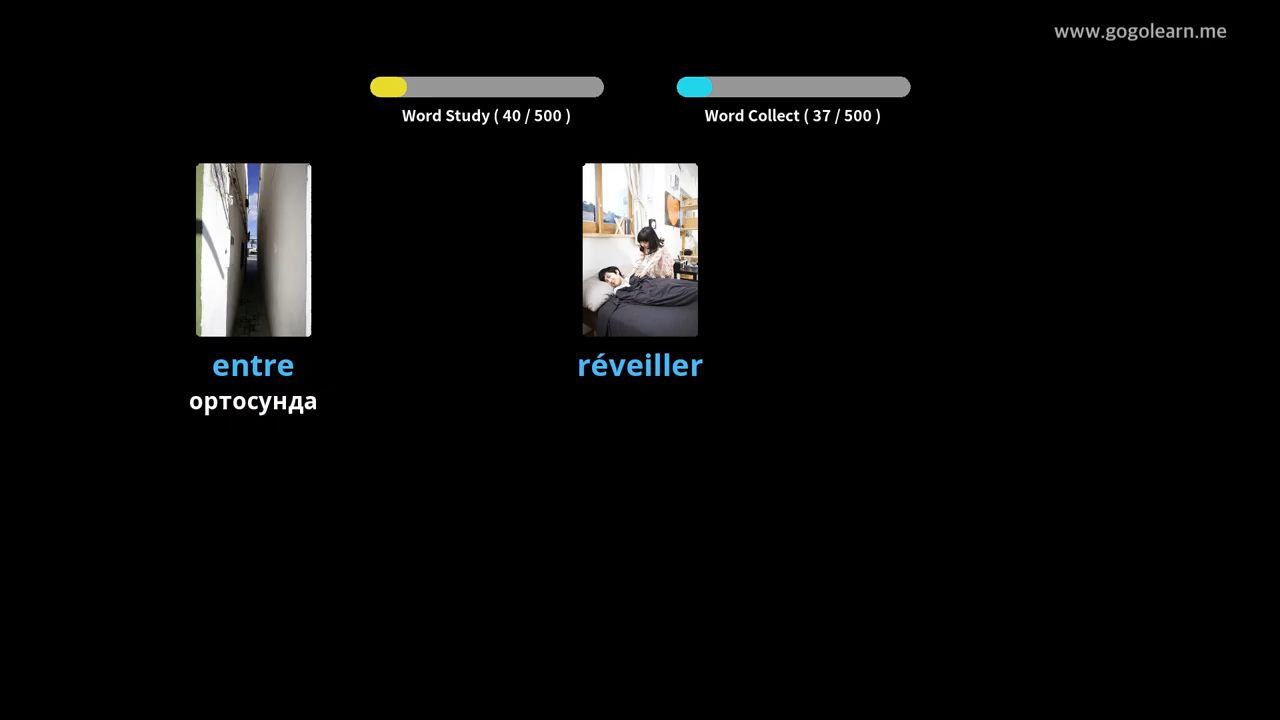 www.gogolearn.me
Word Study ( 40 / 500 )
Word Collect ( 37 / 500 )
entre
ортосунда
réveiller